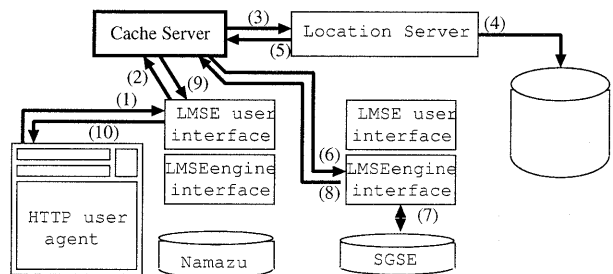 (3)
Location Server
(4)
Cache Server
(5)
(2)
(9)
(1)
LMSE user
interface
LMSE user
interface
(10)
(6)
LMSEengine
interface
LMSEengine
interface
(8)
HTTP user
agent
(7)
Namazu
SGSE